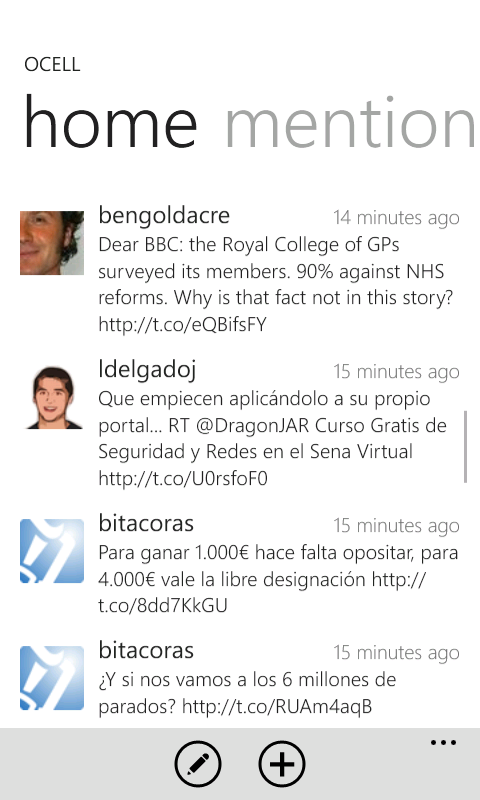 OCELL
home mention
bengoldacre 14 minutes ago
Dear BBC: the Royal College of GPs
surveyed its members. 90% against NHS
reforms. Why is that fact not in this story?
http://t.co/eQBifsFY
ldelgadoj 15 minutes ago
Que empiecen aplicándolo a su propio
portal... RT @DragonJAR Curso Gratis de
Seguridad y Redes en el Sena Virtual
http://t.co/U0rsfoF0
bitacoras 15 minutes ago
Para ganar 1.000€ hace falta opositar, para
4.000€ vale la libre designación http://
t.co/8dd7KkGU
bitacoras 15 minutes ago
¿Y si nos vamos a los 6 millones de
parados? http://t.co/RUAm4aqB